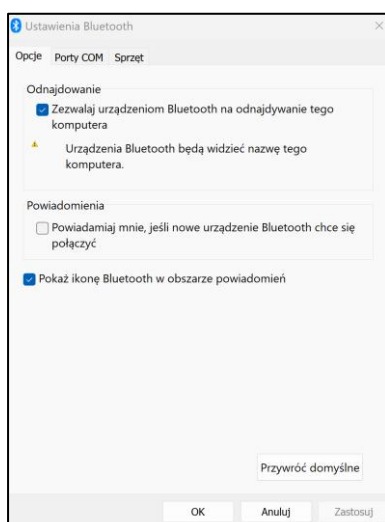 Ustawienia Bluetooth
Opcje Porty COM Sprzęt
Odnajdowanie
Zezwalaj urządzeniom Bluetooth na odnajdywanie tego
komputera
Urządzenia Bluetooth będą widzieć nazwę tego
komputera.
Powiadomienia
Powiadamiaj mnie, jeśli nowe urządzenie Bluetooth chce się
połączyć
Pokaż ikonę Bluetooth w obszarze powiadomień
Przywróć domyślne
OK Anuluj Zastosuj